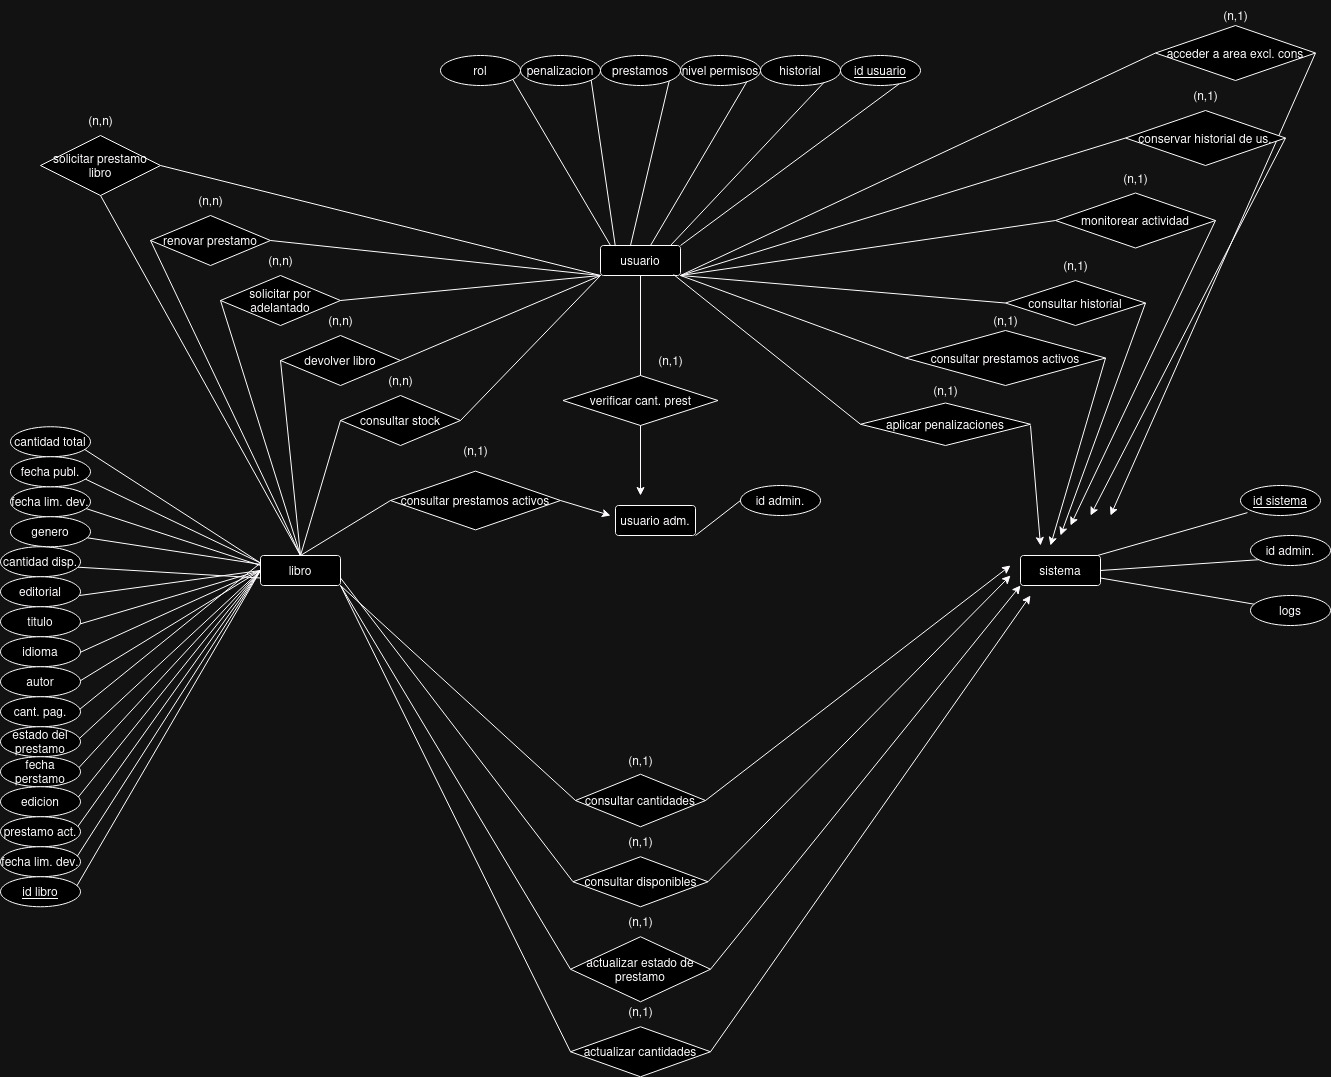 (n,1)
acceder a area excl. cons
rol
penalizacion
prestamos
nivel permisos
historial
id usuario
(n,1)
conservar historial de us.
(n,n)
solicitar prestamo
libro
(n,1)
monitorear actividad
(n,n)
renovar prestamo
usuario
(n,n)
solicitar por
adelantado
(n,1)
consultar historial
(n,n)
devolver libro
(n,1)
consultar prestamos activos
(n,1)
verificar cant. prest
(n,n)
consultar stock
(n,1)
aplicar penalizaciones
(n,1)
consultar prestamos activos
usuario adm.
id admin.
id sistema
id admin.
logs
sistema
libro
cantidad total
fecha publ.
fecha lim. dev.
genero
cantidad disp.
editorial
titulo
idioma
autor
cant. pag.
estado del
prestamo
fecha
perstamo
edicion
prestamo act.
fecha lim. dev.
id libro
(n,1)
consultar cantidades
(n,1)
consultar disponibles
(n,1)
actualizar estado de
prestamo
(n,1)
actualizar cantidades